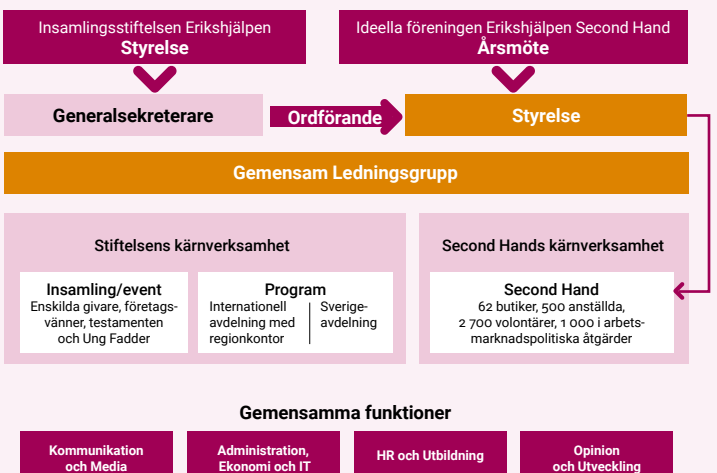 Insamlingsstiftelsen Erikshjälpen
Styrelse
Ideella föreningen Erikshjälpen Second Hand
Årsmöte
Generalsekreterare
Ordförande
Styrelse
Gemensam Ledningsgrupp
Stiftelsens kärnverksamhet
Insamling/event
Enskilda givare, företags-
vänner, testamenten
och Ung Fadder
Program
Internationell
avdelning med
regionkontor
Sverige-
avdelning
Second Hands kärnverksamhet
Second Hand
62 butiker, 500 anställda,
2 700 volontärer, 1 000 i arbets-
marknadspolitiska åtgärder
Gemensamma funktioner
Kommunikation
och Media
Administration,
Ekonomi och IT
HR och Utbildning
Opinion
och Utveckling